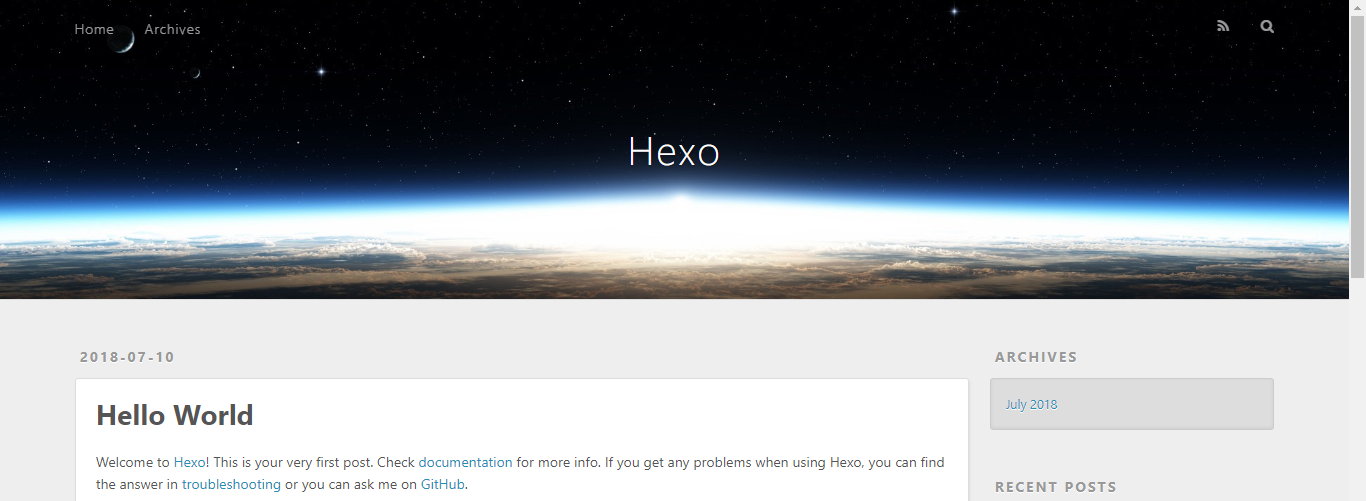 Home Archives
Hexo
2018-07-10
Hello World
Welcome to Hexo! This is your very first post. Check documentation for more info. If you get any problems when using Hexo, you can find
the answer in troubleshooting or you can ask me on GitHub.
ARCHIVES
July 2018
RECENT POSTS